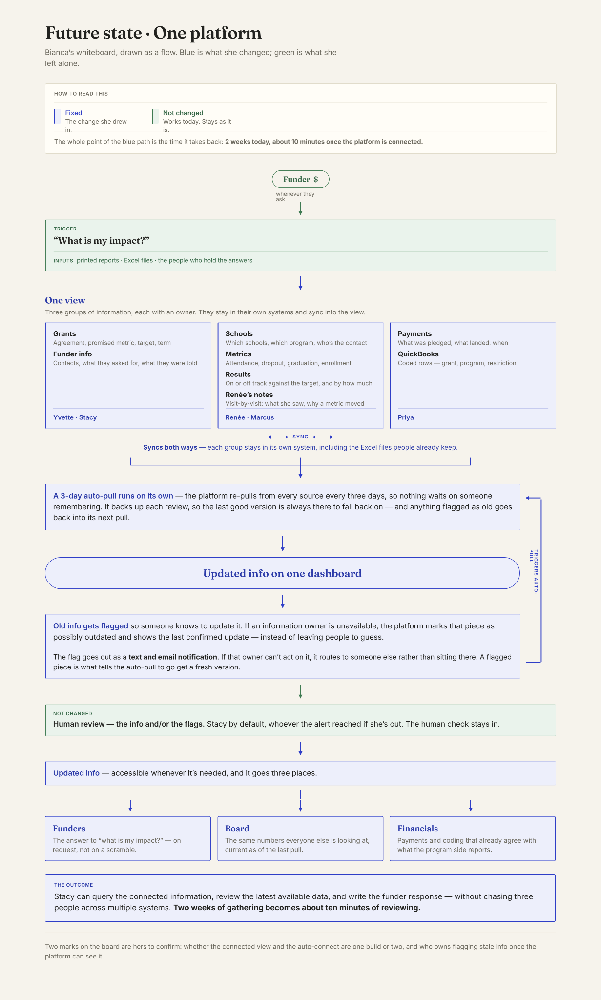 Future state · One platform
Bianca’s whiteboard, drawn as a flow. Blue is what she changed; green is what she
left alone.
HOW TO READ THIS
Fixed
The change she drew
in.
Not changed
Works today. Stays as it
is.
The whole point of the blue path is the time it takes back: 2 weeks today, about 10 minutes once the platform is connected.
Funder $
whenever they
ask
TRIGGER
“What is my impact?”
INPUTS printed reports · Excel files · the people who hold the answers
One view
Three groups of information, each with an owner. They stay in their own systems and sync into the view.
Grants
Agreement, promised metric, target, term
Funder info
Contacts, what they asked for, what they were told
Yvette · Stacy
Schools
Which schools, which program, who’s the contact
Metrics
Attendance, dropout, graduation, enrollment
Results
On or off track against the target, and by how much
Renée’s notes
Visit-by-visit: what she saw, why a metric moved
Renée · Marcus
Payments
What was pledged, what landed, when
QuickBooks
Coded rows — grant, program, restriction
Priya
SYNC
Syncs both ways — each group stays in its own system, including the Excel files people already keep.
A 3-day auto-pull runs on its own — the platform re-pulls from every source every three days, so nothing waits on someone
remembering. It backs up each review, so the last good version is always there to fall back on — and anything flagged as old goes
back into its next pull.
TRIGGERS AUTO-
PULL
Updated info on one dashboard
Old info gets flagged so someone knows to update it. If an information owner is unavailable, the platform marks that piece as
possibly outdated and shows the last confirmed update — instead of leaving people to guess.
The flag goes out as a text and email notification. If that owner can’t act on it, it routes to someone else rather than sitting there. A flagged
piece is what tells the auto-pull to go get a fresh version.
NOT CHANGED
Human review — the info and/or the flags. Stacy by default, whoever the alert reached if she’s out. The human check stays in.
Updated info — accessible whenever it’s needed, and it goes three places.
Funders
The answer to “what is my impact?” — on
request, not on a scramble.
Board
The same numbers everyone else is looking at,
current as of the last pull.
Financials
Payments and coding that already agree with
what the program side reports.
THE OUTCOME
Stacy can query the connected information, review the latest available data, and write the funder response — without chasing three
people across multiple systems. Two weeks of gathering becomes about ten minutes of reviewing.
Two marks on the board are hers to confirm: whether the connected view and the auto-connect are one build or two, and who owns flagging stale info once the
platform can see it.